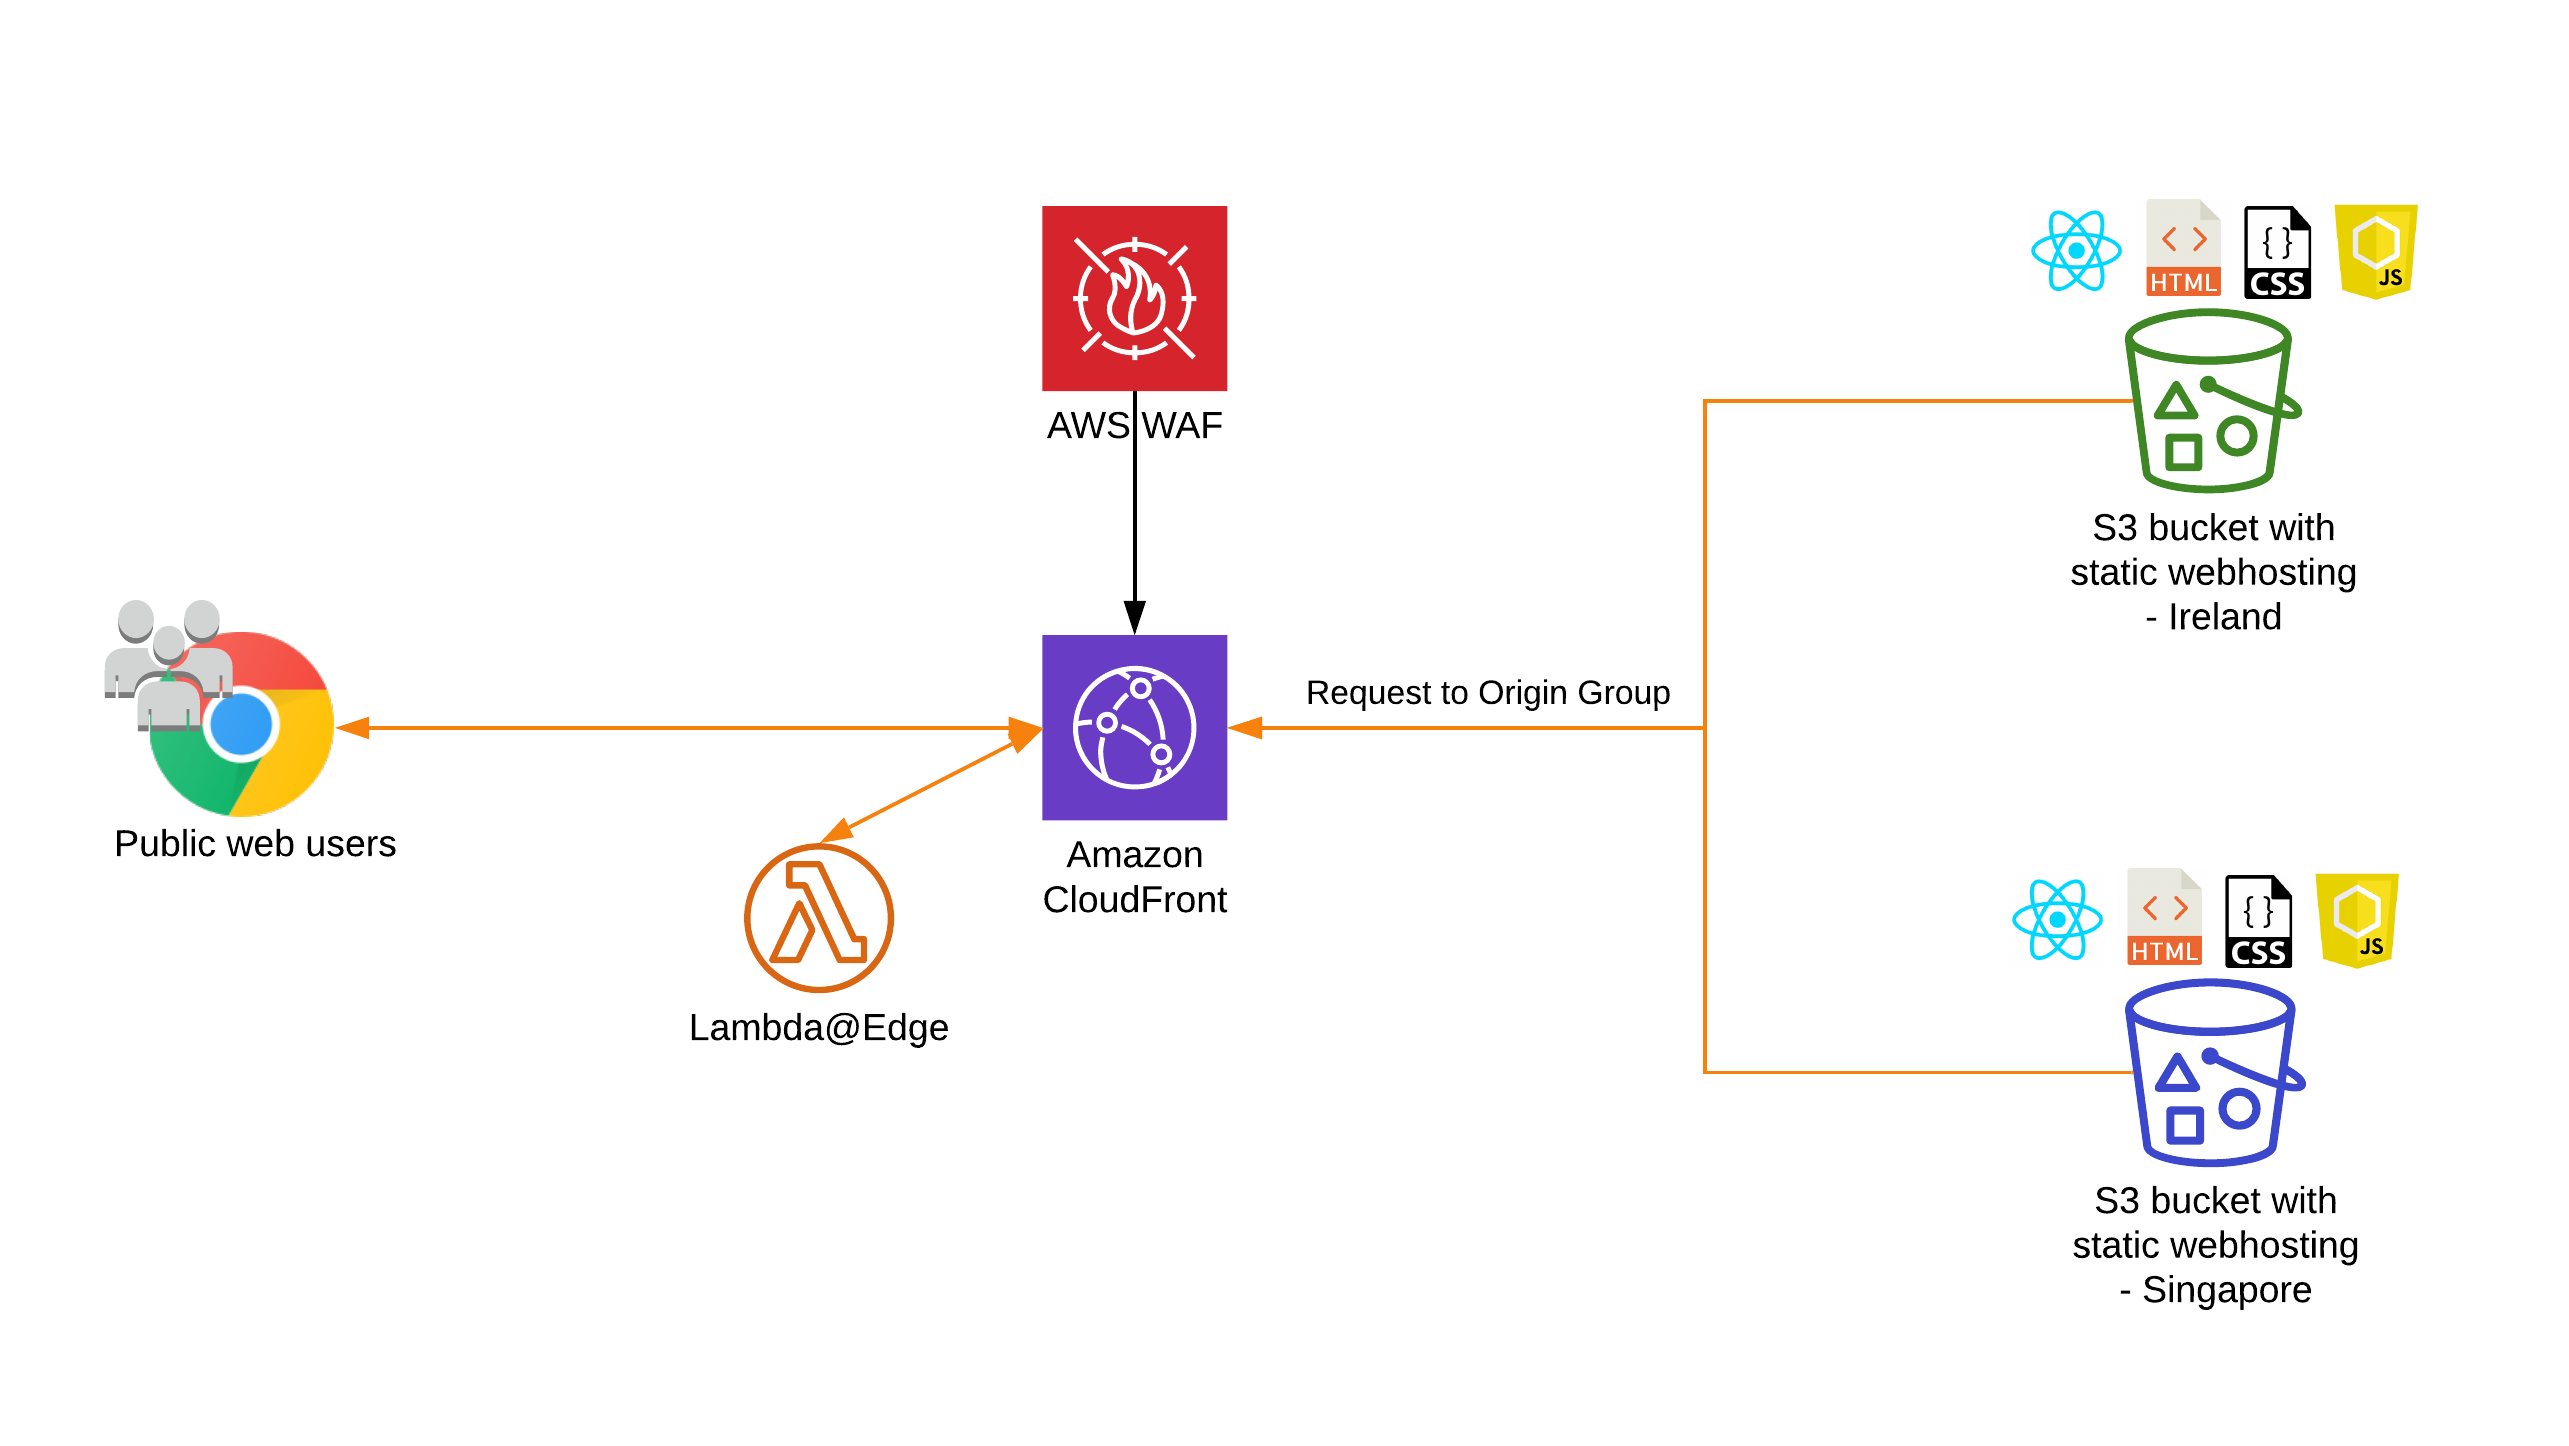 HTML
CSS
JS
AWS WAF
S3 bucket with
static webhosting
- Ireland
Request to Origin Group
Public web users
Amazon
CloudFront
HTML
CSS
JS
Lambda@Edge
S3 bucket with
static webhosting
- Singapore